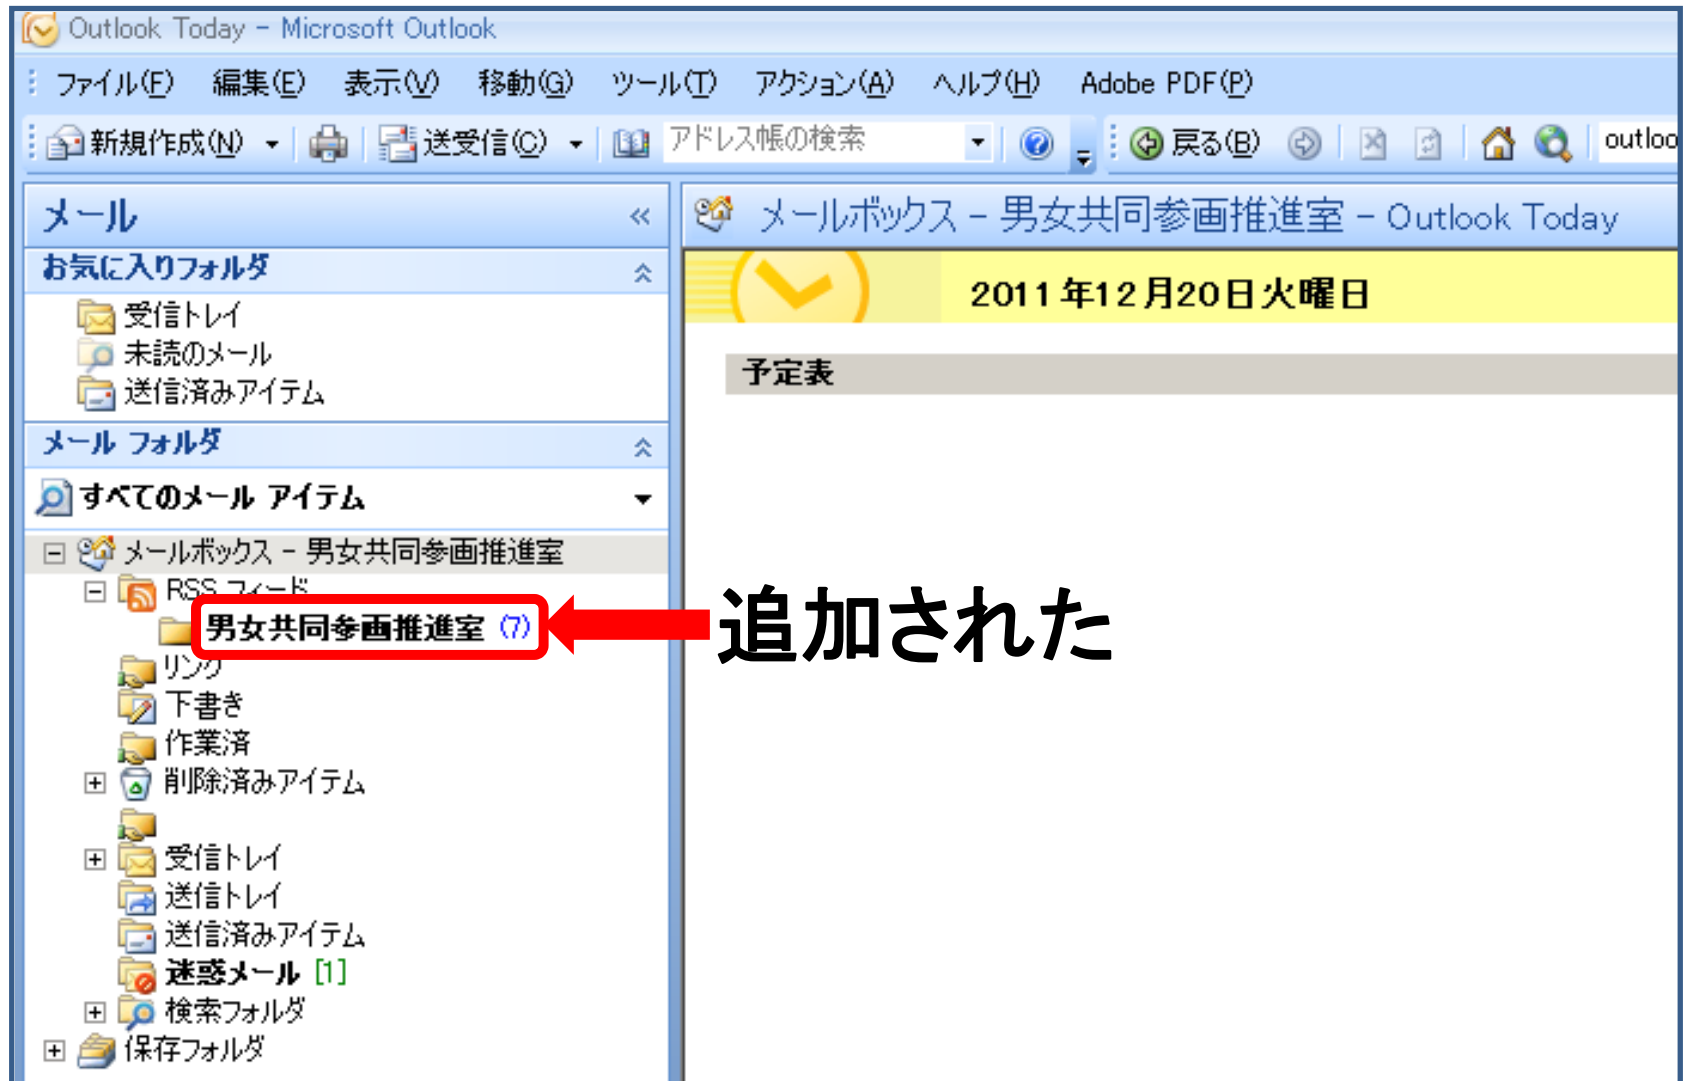 Outlook Today - Microsoft Outlook
ファイル(F) 編集(E) 表示(V) 移動(G) ツール(T) アクション(A) ヘルプ(H) Adobe PDF(P)
新規作成(N) 送受信(C) アドレス帳の検索 戻る(B) outloo
メール
メールボックス - 男女共同参画推進室 - Outlook Today
お気に入りフォルダ
受信トレイ
未読のメール
送信済みアイテム
2011年12月20日火曜日
予定表
メール フォルダ
すべてのメール アイテム
メールボックス - 男女共同参画推進室
RSS フィード
男女共同参画推進室 (7)
追加された
リンク
下書き
作業済
削除済みアイテム
受信トレイ
送信トレイ
送信済みアイテム
迷惑メール [1]
検索フォルダ
保存フォルダ